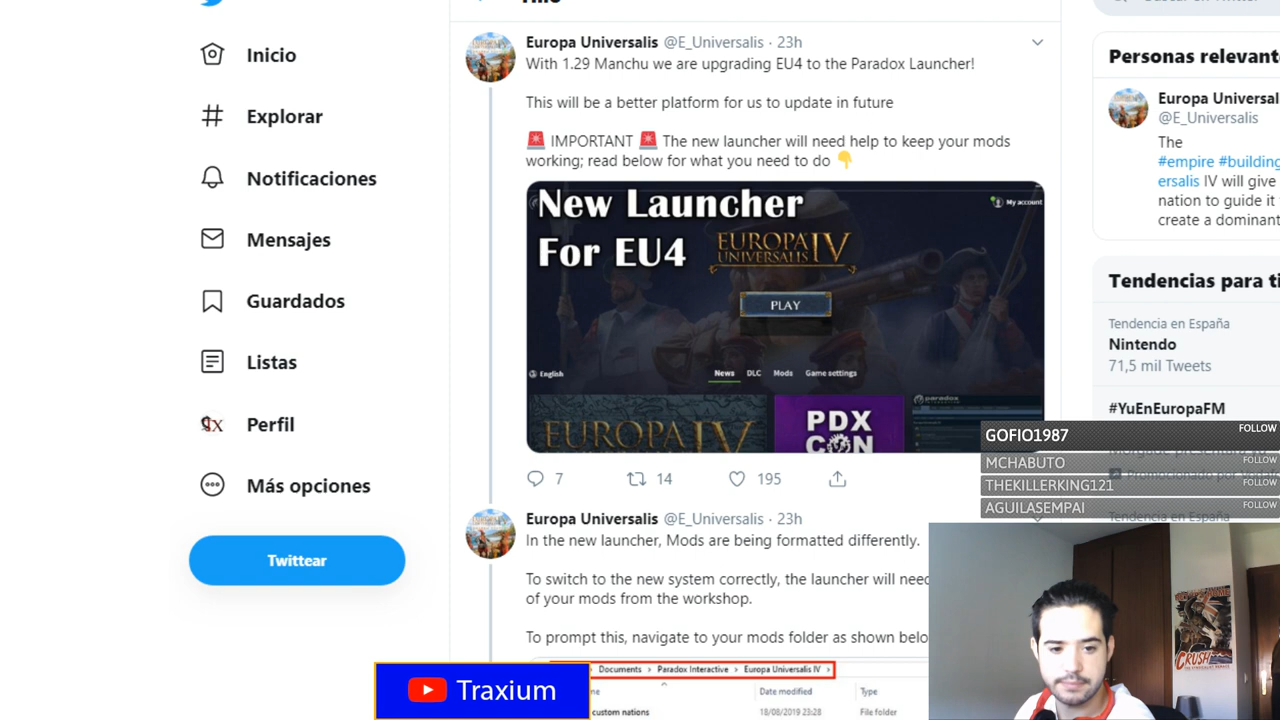 Inicio
Explorar
Notificaciones
Mensajes
Guardados
Listas
Perfil
Más opciones
Twittear
Europa Universalis @E_Universalis · 23h
With 1.29 Manchu we are upgrading EU4 to the Paradox Launcher!
This will be a better platform for us to update in future
🚨 IMPORTANT 🚨 The new launcher will need help to keep your mods
working; read below for what you need to do 👇
New Launcher
For EU4
My account
EUROPA
UNIVERSALIS IV
PLAY
English
News DLC Mods Game settings
EUROPA IV
PDX
CON
paradox
7 14 195
Europa Universalis @E_Universalis · 23h
In the new launcher, Mods are being formatted differently.
To switch to the new system correctly, the launcher will need
of your mods from the workshop.
To prompt this, navigate to your mods folder as shown belo
Documents > Paradox Interactive > Europa Universalis IV >
Date modified Type
custom nations 18/08/2019 23:28 File folder
Traxium
Personas relevant
Europa Universal
@E_Universalis
The
#empire #building
ersalis IV will give
nation to guide it
create a dominant
Tendencias para ti
Tendencia en España
Nintendo
71,5 mil Tweets
#YuEnEuropaFM
GOFIO1987 FOLLOW
MCHABUTO FOLLOW
THEKILLERKING121 FOLLOW
AGUILASEMPAI FOLLOW
CRUSH